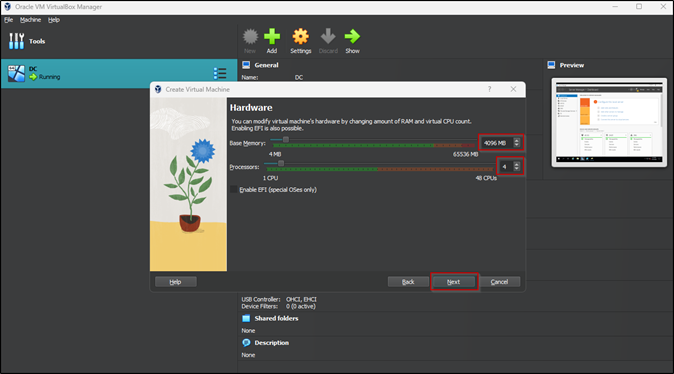 Oracle VM VirtualBox Manager
File Machine Help
Tools
New Add Settings Discard Show
DC
Running
General
Name: DC
Preview
Create Virtual Machine
Hardware
You can modify virtual machine's hardware by changing amount of RAM and virtual CPU count.
Enabling EFI is also possible.
Base Memory: 4096 MB
4 MB 65536 MB
Processors: 4
1 CPU 48 CPUs
Enable EFI (special OSes only)
Help Back Next Cancel
USB Controller: OHCI, EHCI
Device Filters: 0 (0 active)
Shared folders
None
Description
None